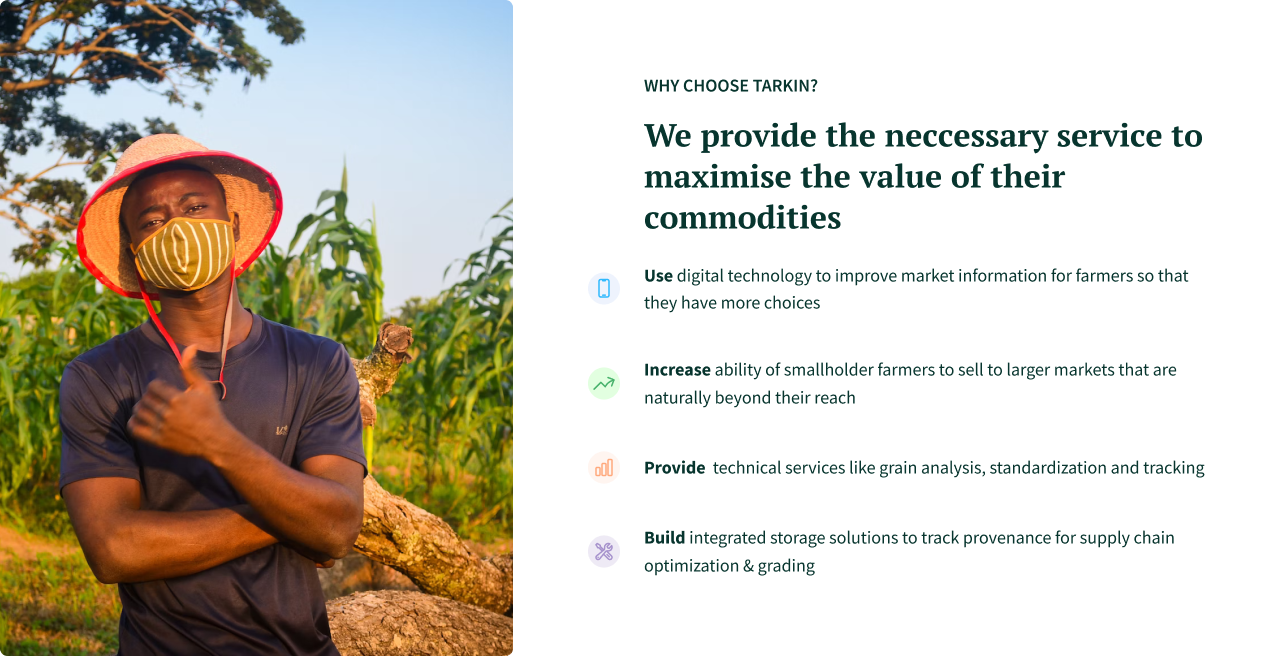 WHY CHOOSE TARKIN?
We provide the neccessary service to
maximise the value of their
commodities
Use digital technology to improve market information for farmers so that
they have more choices
Increase ability of smallholder farmers to sell to larger markets that are
naturally beyond their reach
Provide  technical services like grain analysis, standardization and tracking
Build integrated storage solutions to track provenance for supply chain
optimization & grading